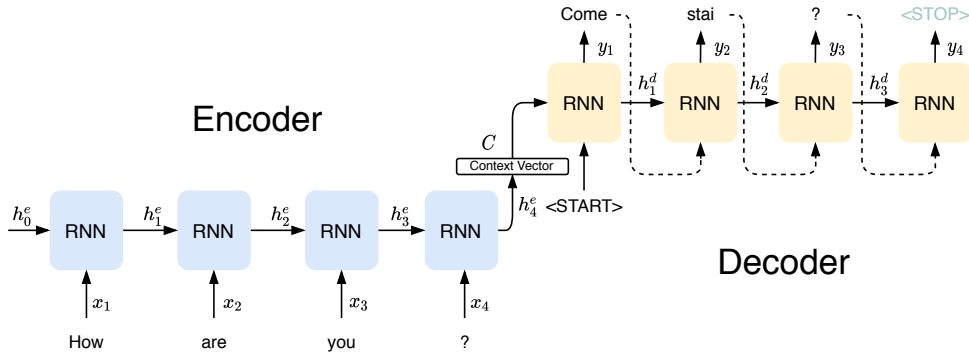 Come stai ? <STOP>
y₁ y₂ y₃ y₄
RNN h₁ᵈ RNN h₂ᵈ RNN h₃ᵈ RNN
Encoder
C
Context Vector
h₀ᵉ RNN h₁ᵉ RNN h₂ᵉ RNN h₃ᵉ RNN h₄ᵉ <START>
Decoder
x₁ x₂ x₃ x₄
How are you ?